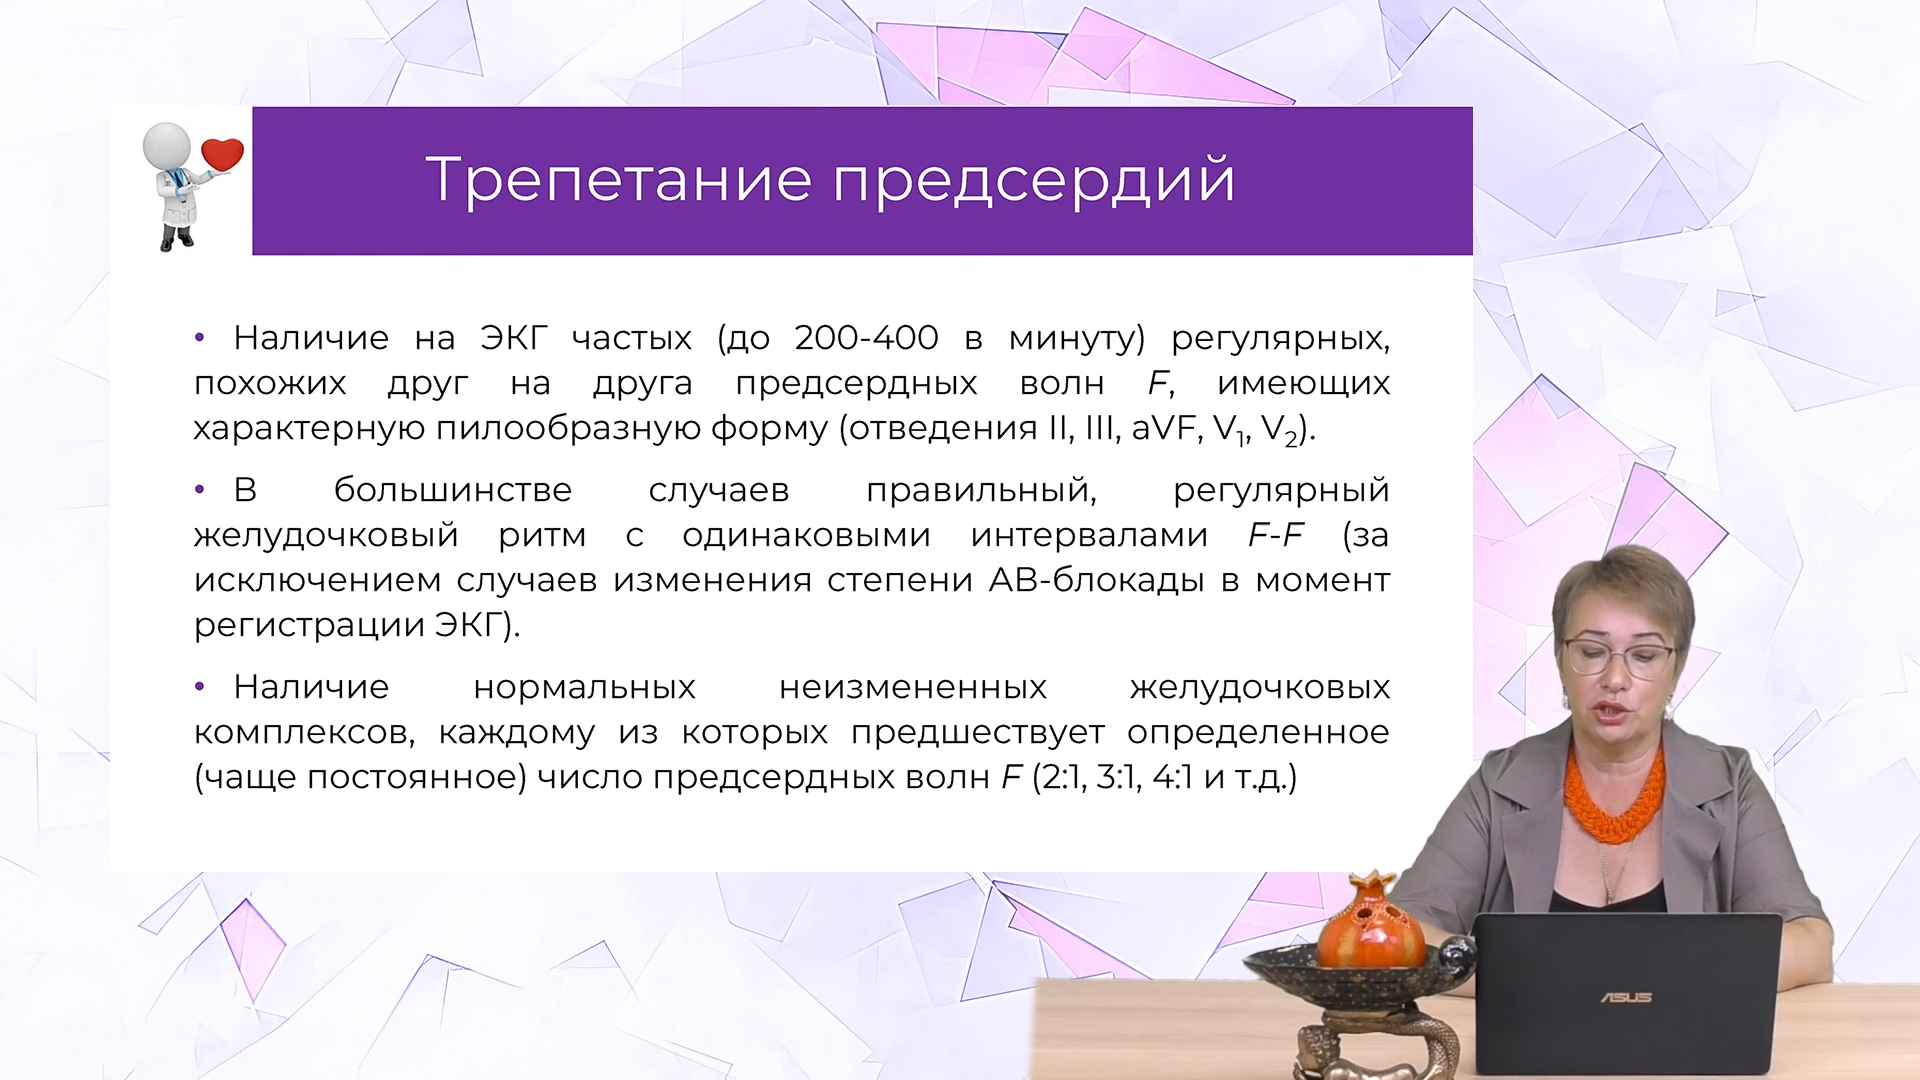 Трепетание предсердий
• Наличие на ЭКГ частых (до 200-400 в минуту) регулярных,
похожих друг на друга предсердных волн F, имеющих
характерную пилообразную форму (отведения II, III, aVF, V1, V2).
• В большинстве случаев правильный, регулярный
желудочковый ритм с одинаковыми интервалами F-F (за
исключением случаев изменения степени АВ-блокады в момент
регистрации ЭКГ).
• Наличие нормальных неизмененных желудочковых
комплексов, каждому из которых предшествует определенное
(чаще постоянное) число предсердных волн F (2:1, 3:1, 4:1 и т.д.)
ASUS